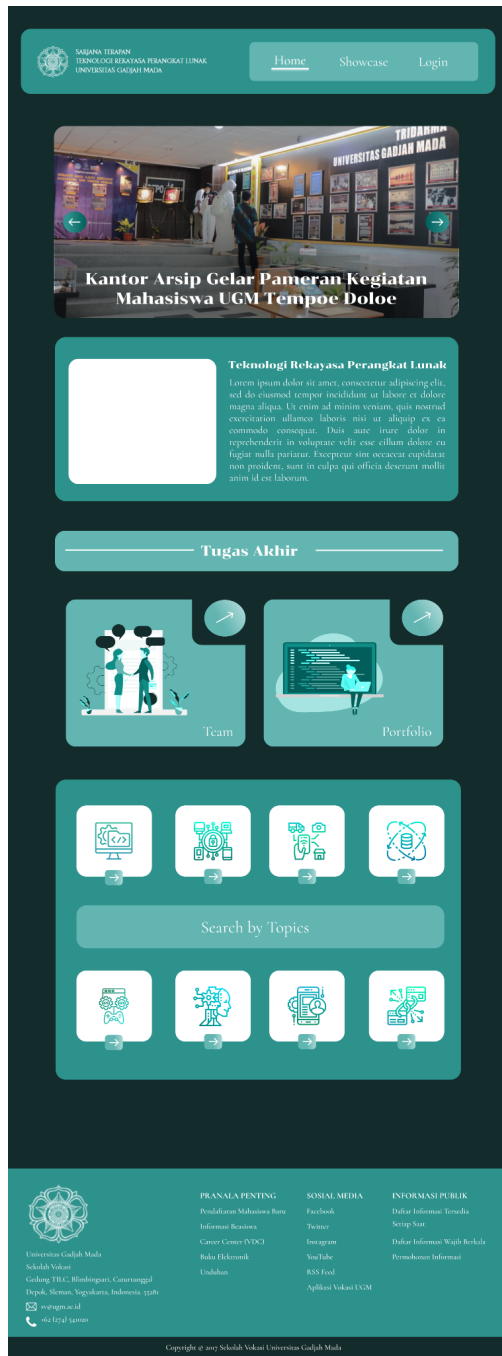 SARJANA TERAPAN
TEKNOLOGI REKAYASA PERANGKAT LUNAK
UNIVERSITAS GADJAH MADA
Home
Showcase
Login
TRIDARMA
UNIVERSITAS GADJAH MADA
Kantor Arsip Gelar Pameran Kegiatan
Mahasiswa UGM Tempoe Doloe
Teknologi Rekayasa Perangkat Lunak
Lorem ipsum dolor sit amet, consectetur adipiscing elit,
sed do eiusmod tempor incididunt ut labore et dolore
magna aliqua. Ut enim ad minim veniam, quis nostrud
exercitation ullamco laboris nisi ut aliquip ex ea
commodo consequat. Duis aute irure dolor in
reprehenderit in voluptate velit esse cillum dolore eu
fugiat nulla pariatur. Excepteur sint occaecat cupidatat
non proident, sunt in culpa qui officia deserunt mollit
anim id est laborum.
Tugas Akhir
Team
Portfolio
Search by Topics
Universitas Gadjah Mada
Sekolah Vokasi
Gedung TILC, Blimbingsari, Caturtunggal
Depok, Sleman, Yogyakarta, Indonesia. 55281
sv@ugm.ac.id
+62 (274) 541020
PRANALA PENTING
Pendaftaran Mahasiswa Baru
Informasi Beasiswa
Career Center (VDC)
Buku Elektronik
Unduhan
SOSIAL MEDIA
Facebook
Twitter
Instagram
YouTube
RSS Feed
Aplikasi Vokasi UGM
INFORMASI PUBLIK
Daftar Informasi Tersedia
Setiap Saat
Daftar Informasi Wajib Berkala
Permohonan Informasi
Copyright @ 2017 Sekolah Vokasi Universitas Gadjah Mada